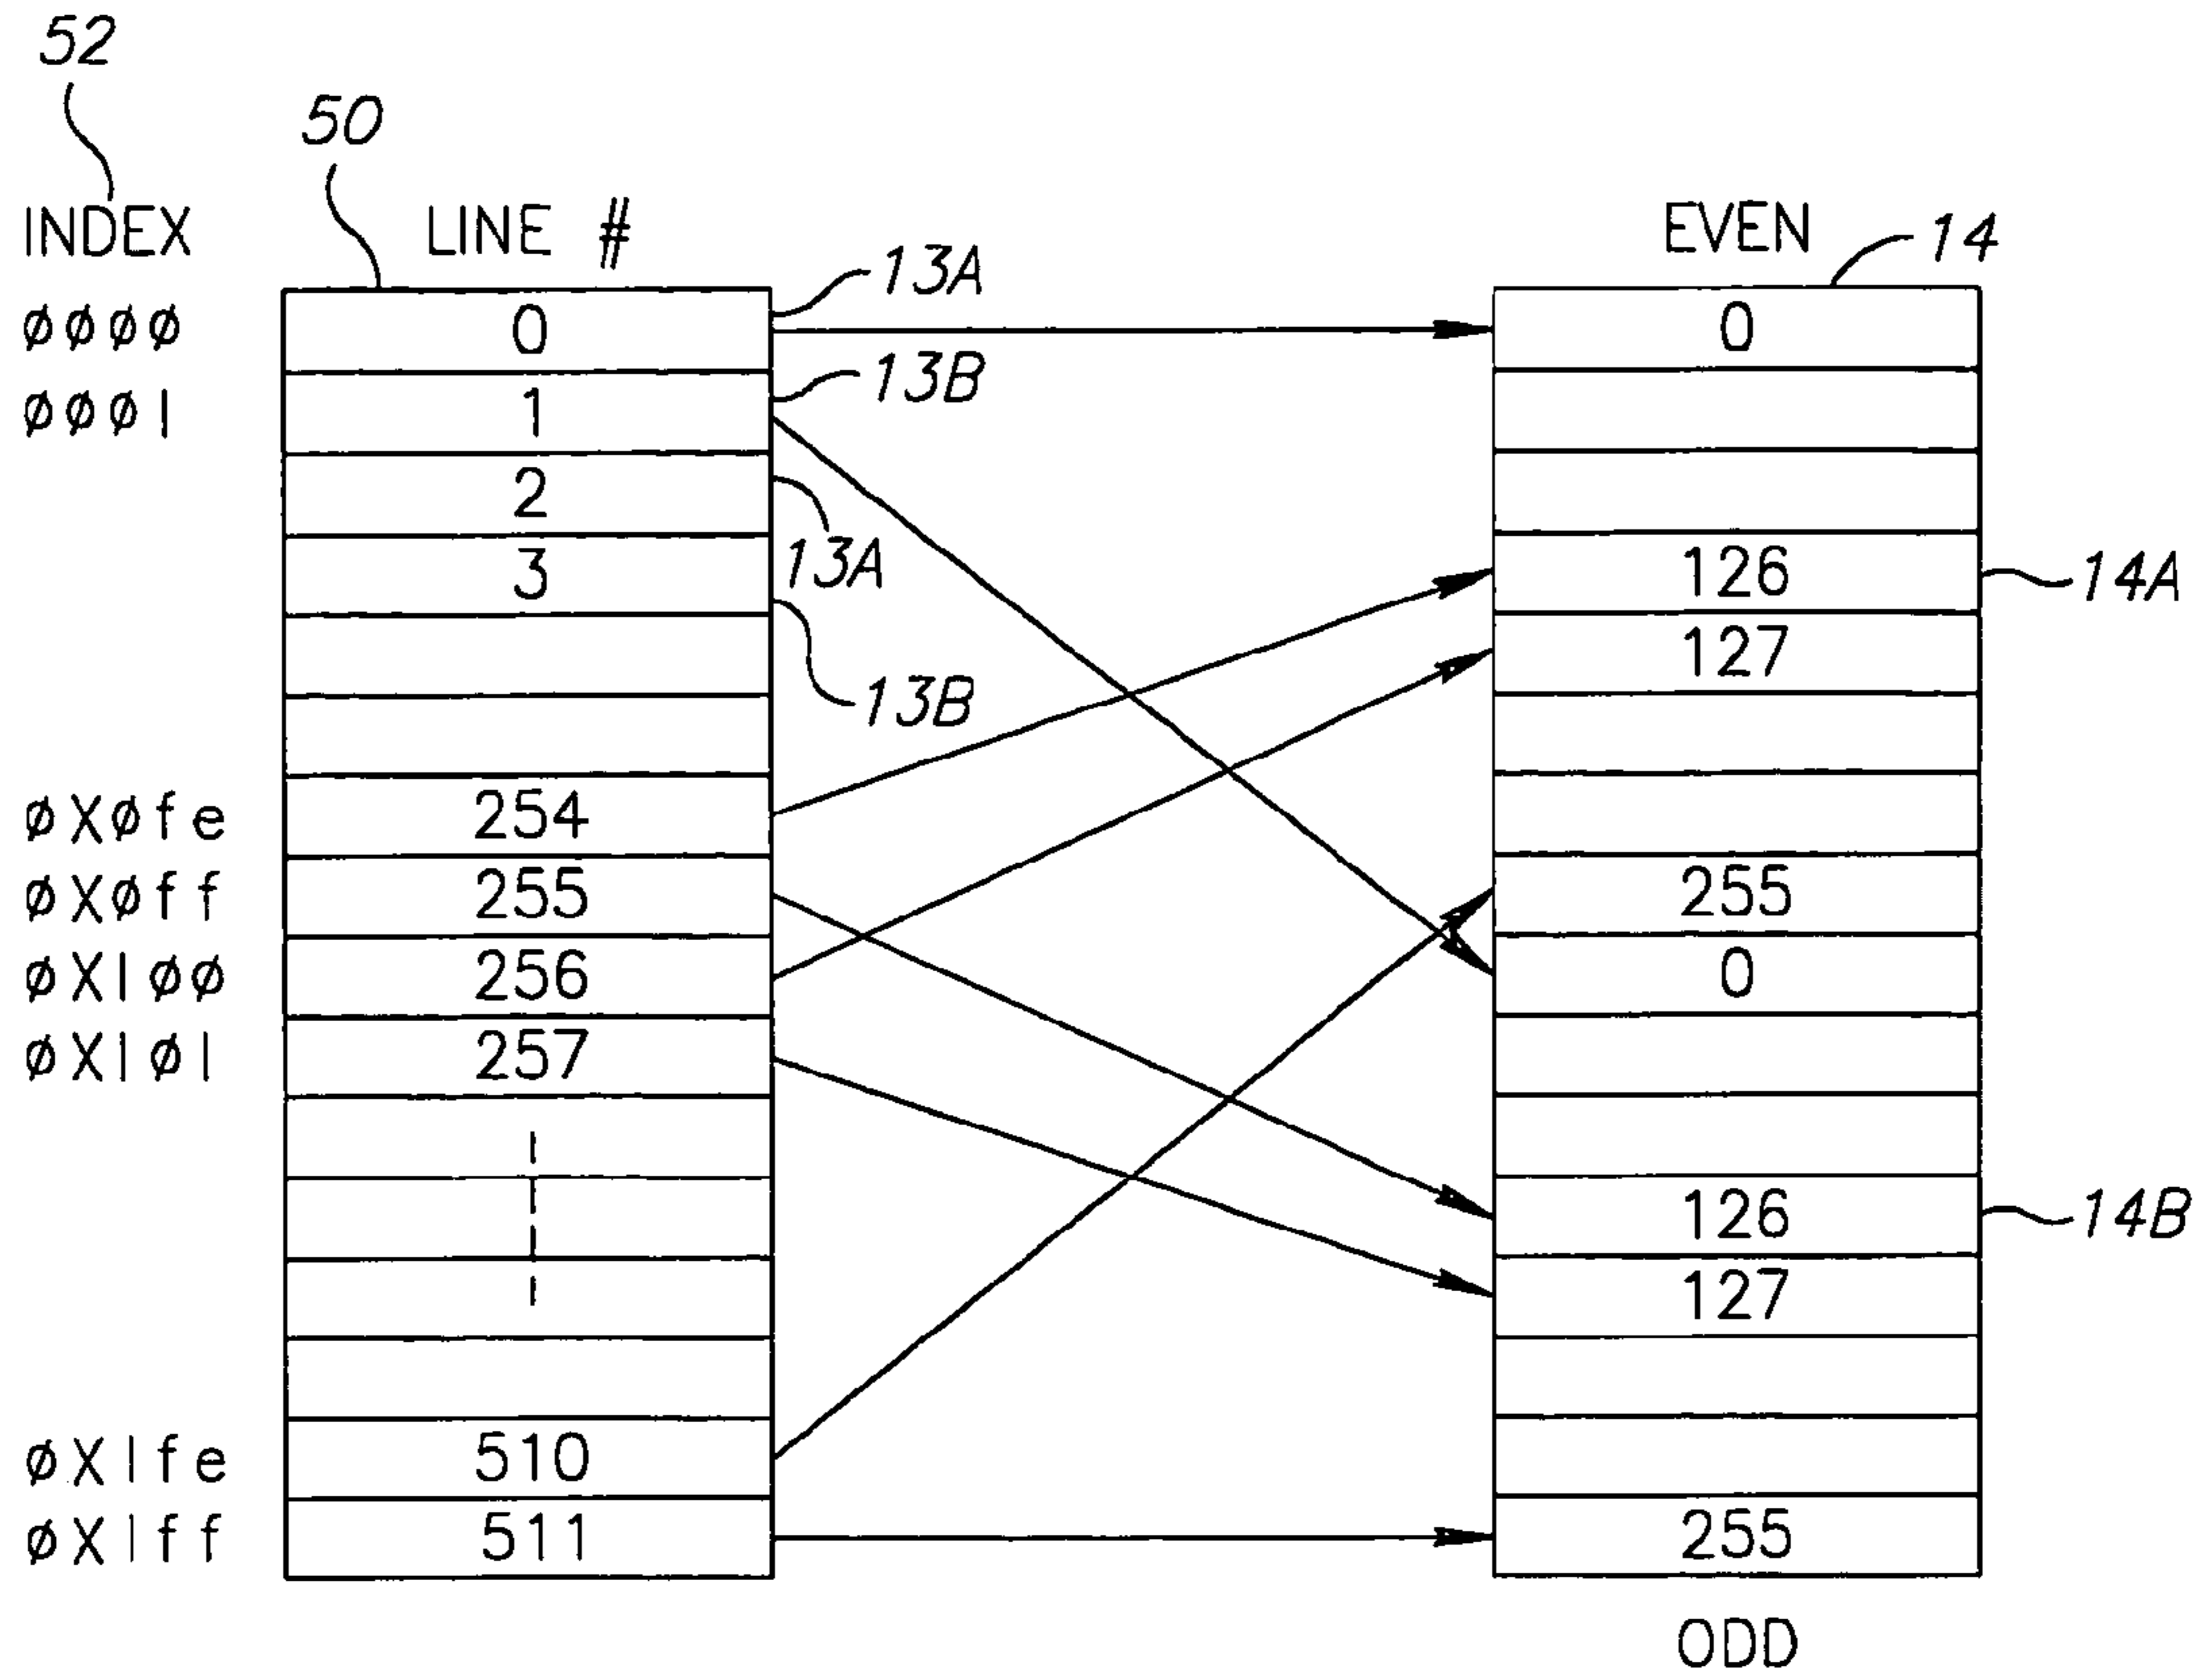 52
50
INDEX LINE # EVEN 14
13A
øøøø 0 0
13B
øøø1 1
2
13A
3 126 14A
127
13B
øXøfe 254
øXøff 255 255
øX1øø 256 0
øX1ø1 257
126 14B
127
øX1fe 510
øX1ff 511 255
ODD